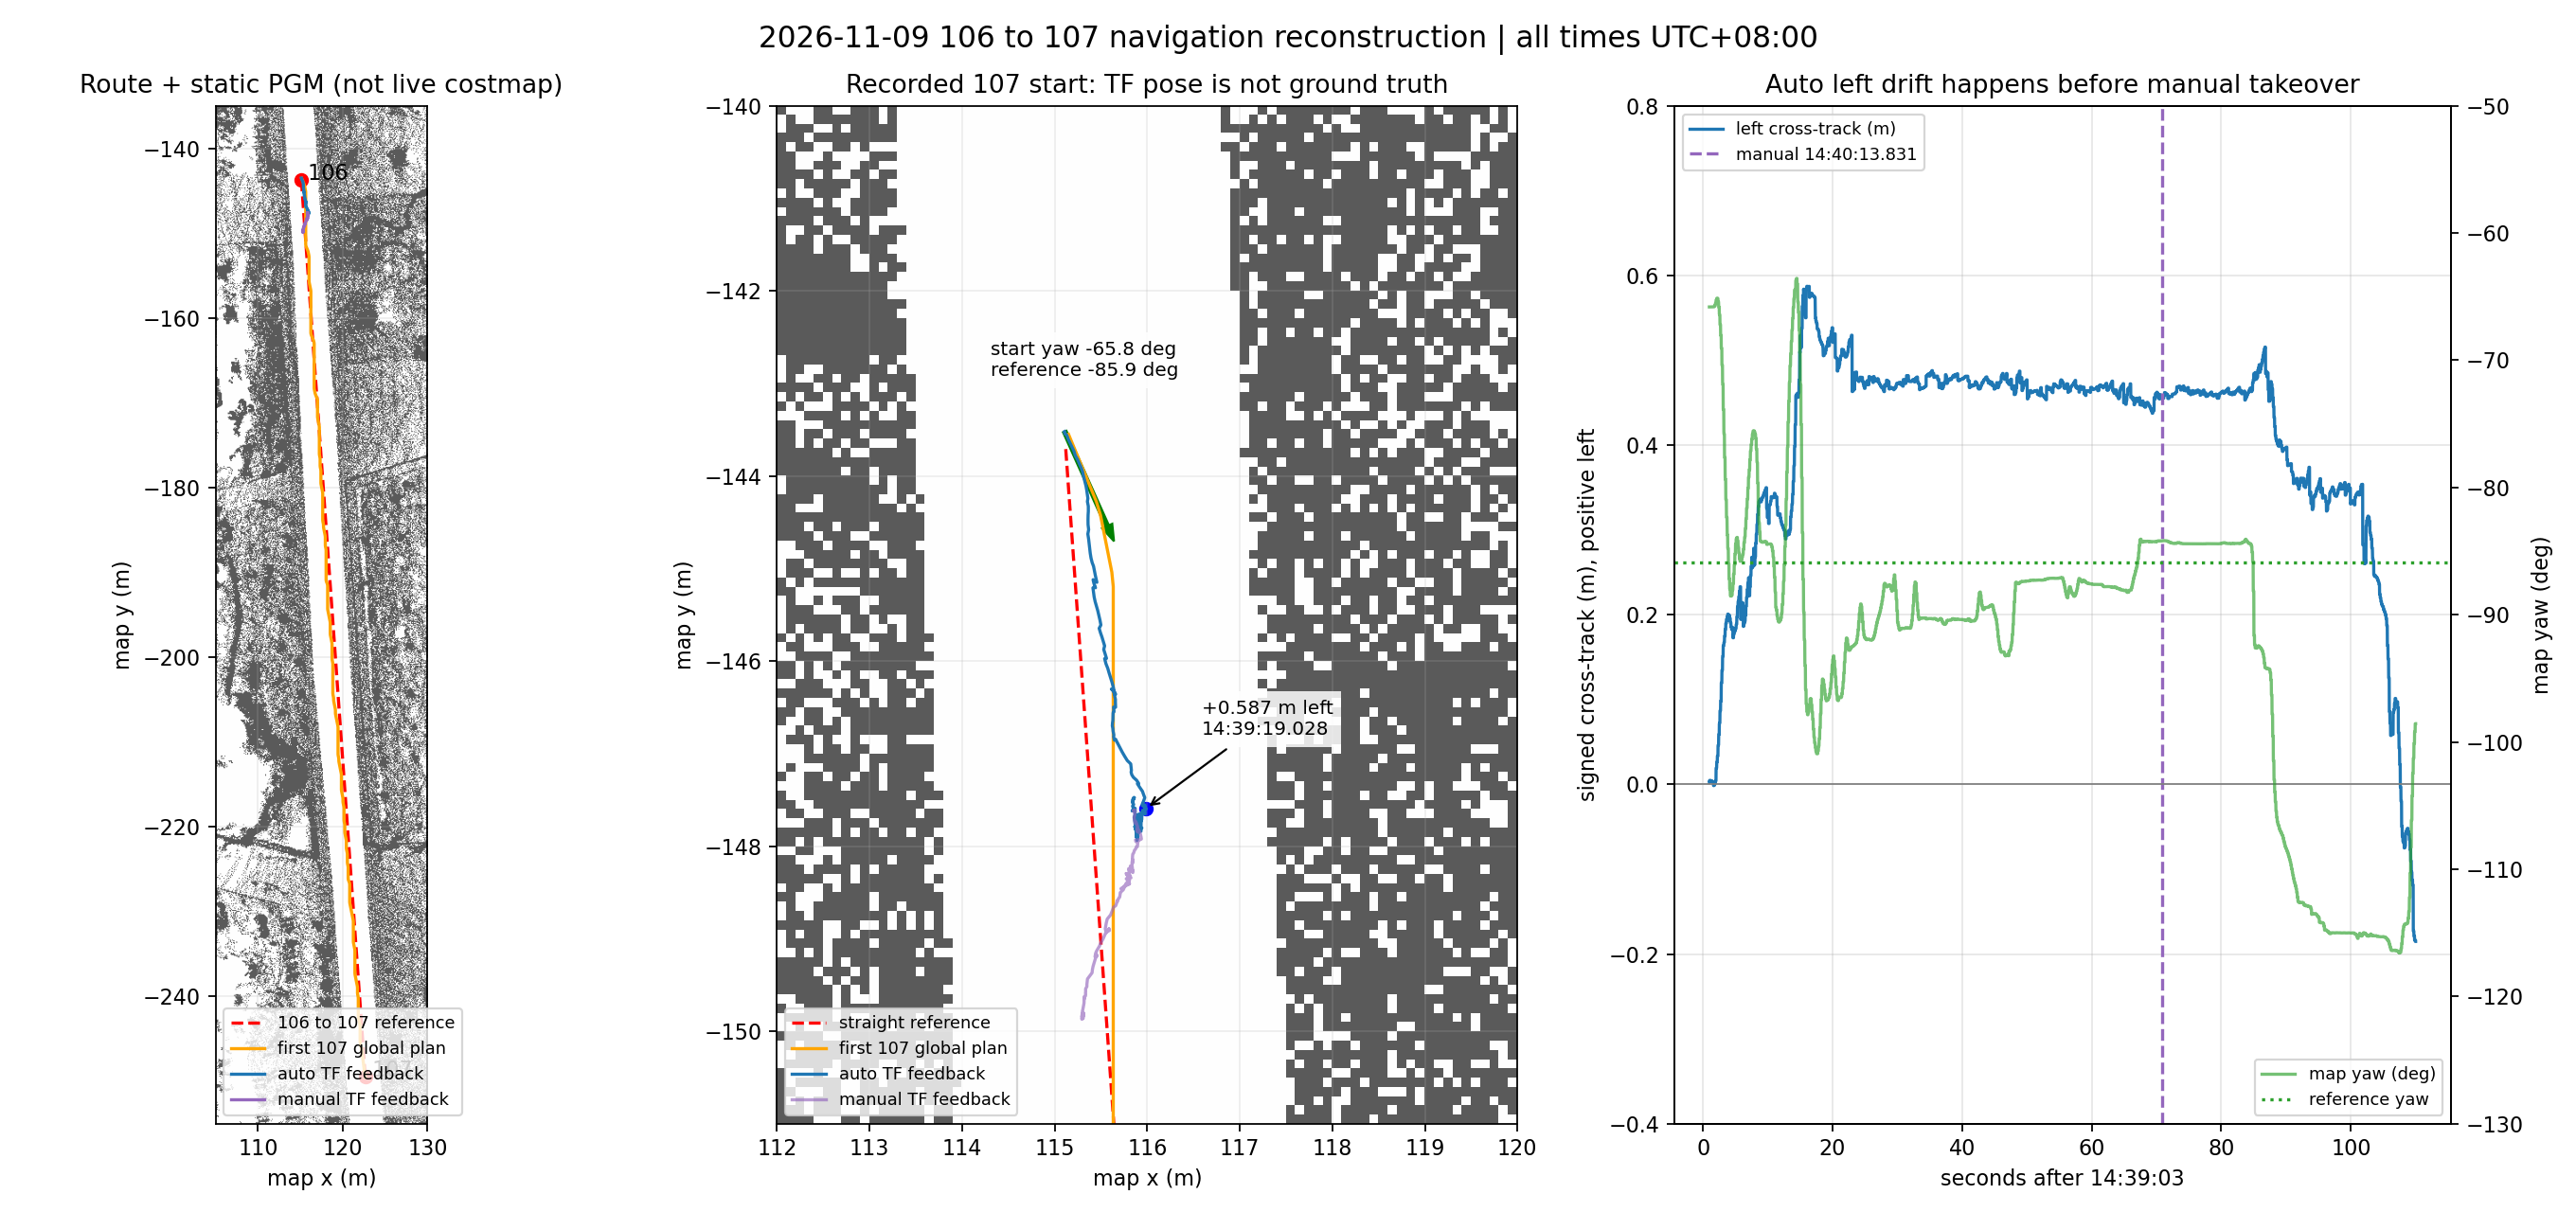 2026-11-09 106 to 107 navigation reconstruction | all times UTC+08:00
Route + static PGM (not live costmap)
106
−140
−160
−180
−200
−220
−240
map y (m)
110 120 130
map x (m)
106 to 107 reference
first 107 global plan
auto TF feedback
manual TF feedback
Recorded 107 start: TF pose is not ground truth
−140
−142
−144
−146
−148
−150
map y (m)
112 113 114 115 116 117 118 119 120
map x (m)
start yaw -65.8 deg
reference -85.9 deg
+0.587 m left
14:39:19.028
straight reference
first 107 global plan
auto TF feedback
manual TF feedback
Auto left drift happens before manual takeover
left cross-track (m)
manual 14:40:13.831
0.8
0.6
0.4
0.2
0.0
−0.2
−0.4
signed cross-track (m), positive left
0 20 40 60 80 100
seconds after 14:39:03
−50
−60
−70
−80
−90
−100
−110
−120
−130
map yaw (deg)
map yaw (deg)
reference yaw